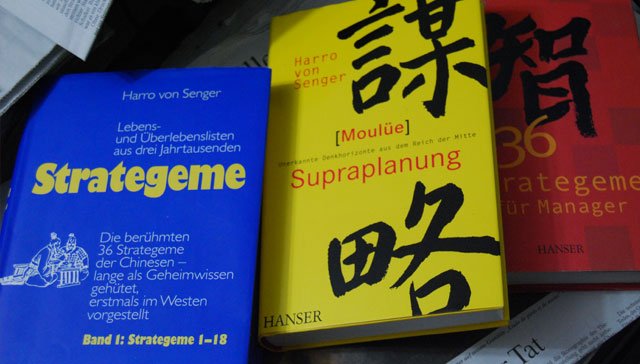 Harro von Senger
Lebens-
und Überlebenslisten
aus drei Jahrtausenden
Strategeme
Die berühmten
36 Strategeme
der Chinesen –
lange als Geheimwissen
gehütet,
erstmals im Westen
vorgestellt
Band 1: Strategeme 1–18
Harro
von
Senger
謀
[Moulüe]
Unerkannte Denkhorizonte aus dem Reich der Mitte
Supraplanung
略
HANSER
智
36
trategeme
für Manager
HANSER
Tat